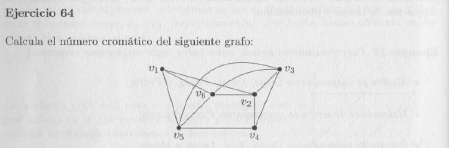 Ejercicio 64
Calcula el número cromático del siguiente grafo:
v₁ v₃
v₆ v₂
v₅ v₄